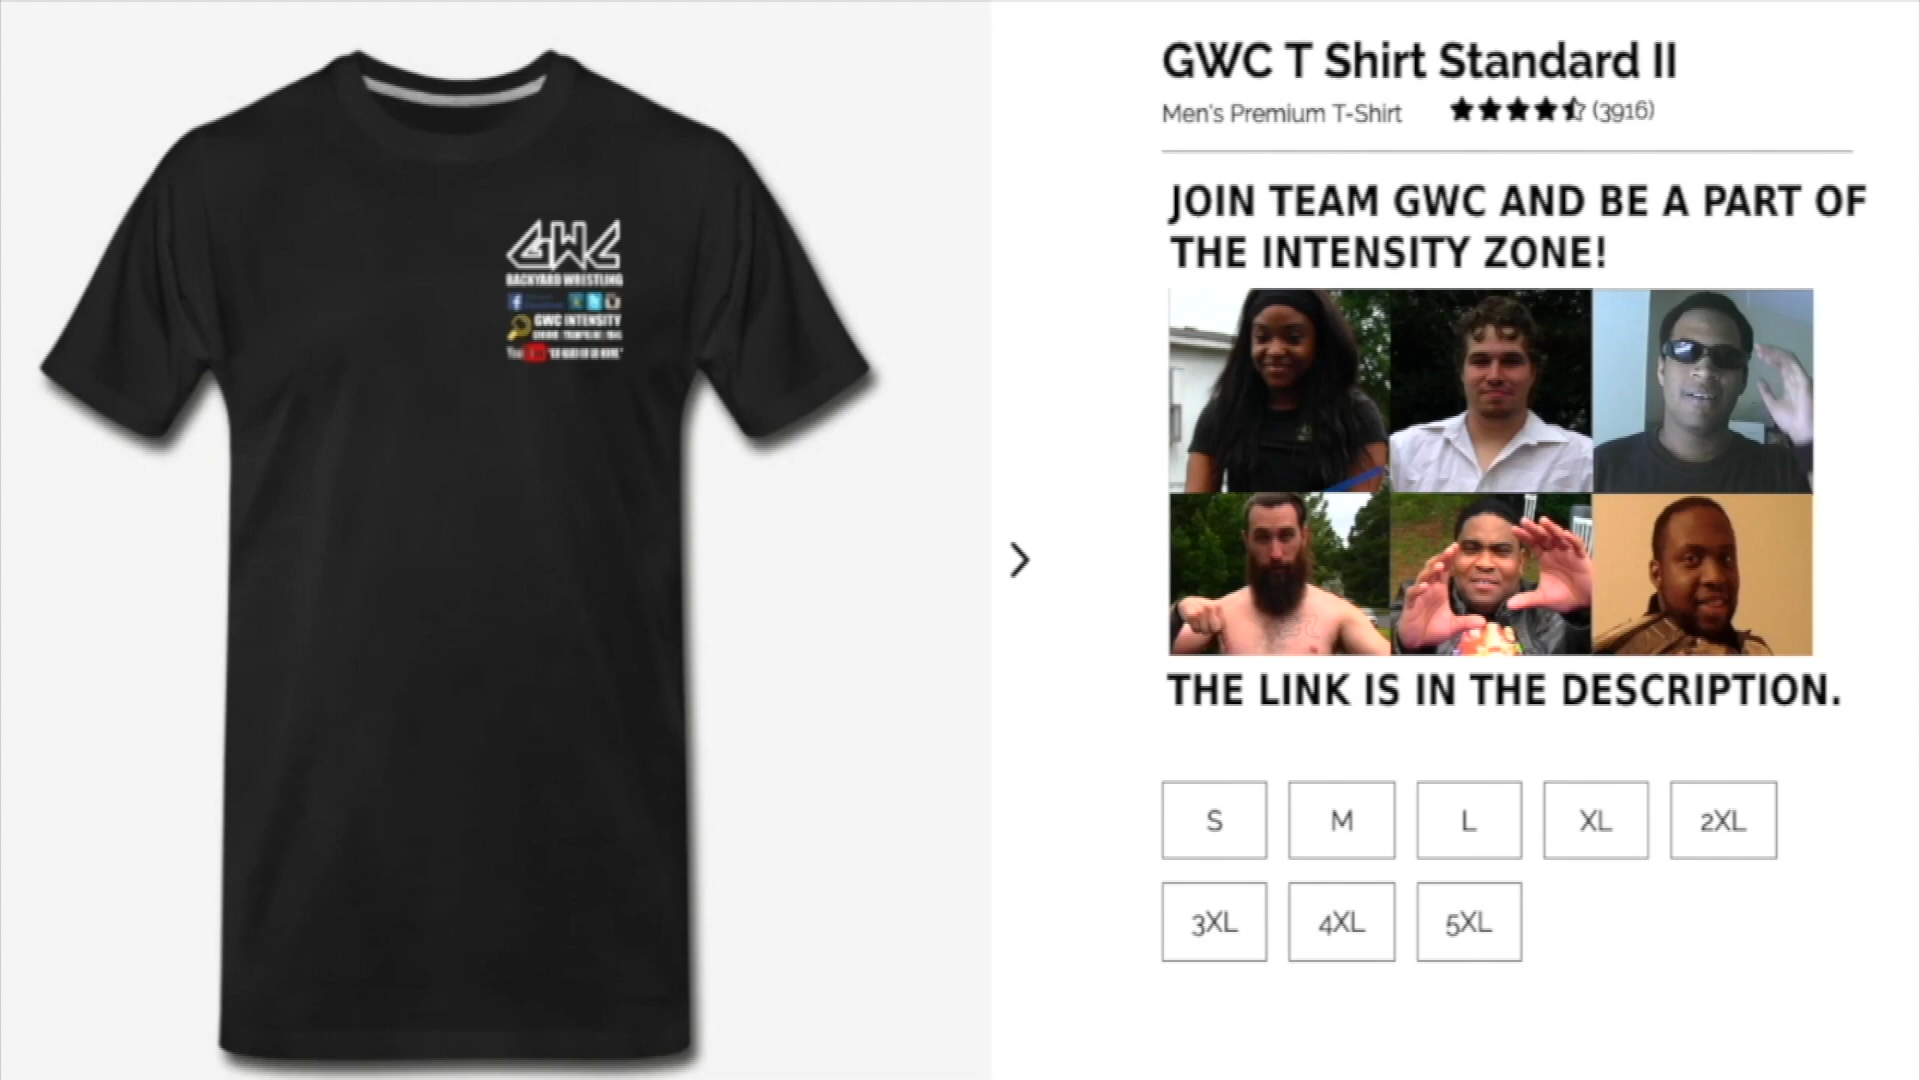 GWC
BACKYARD WRESTLING
GWC INTENSITY
GWC T Shirt Standard II
Men's Premium T-Shirt
(3916)
JOIN TEAM GWC AND BE A PART OF
THE INTENSITY ZONE!
THE LINK IS IN THE DESCRIPTION.
S
M
L
XL
2XL
3XL
4XL
5XL